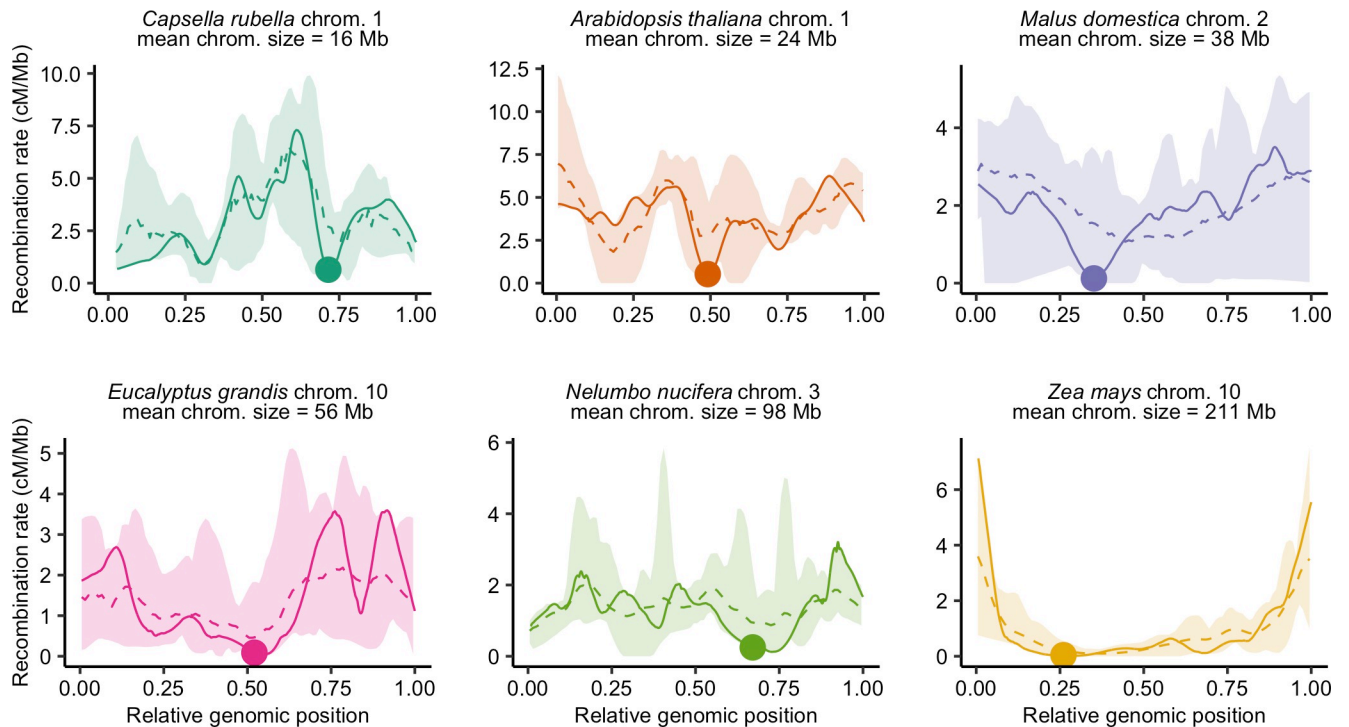 Capsella rubella chrom. 1
mean chrom. size = 16 Mb
Arabidopsis thaliana chrom. 1
mean chrom. size = 24 Mb
Malus domestica chrom. 2
mean chrom. size = 38 Mb
Recombination rate (cM/Mb)
10.0
7.5
5.0
2.5
0.0
0.00 0.25 0.50 0.75 1.00
12.5
10.0
7.5
5.0
2.5
0.0
0.00 0.25 0.50 0.75 1.00
4
2
0
0.00 0.25 0.50 0.75 1.00
Eucalyptus grandis chrom. 10
mean chrom. size = 56 Mb
Nelumbo nucifera chrom. 3
mean chrom. size = 98 Mb
Zea mays chrom. 10
mean chrom. size = 211 Mb
Recombination rate (cM/Mb)
5
4
3
2
1
0
0.00 0.25 0.50 0.75 1.00
Relative genomic position
6
4
2
0
0.00 0.25 0.50 0.75 1.00
Relative genomic position
6
4
2
0
0.00 0.25 0.50 0.75 1.00
Relative genomic position